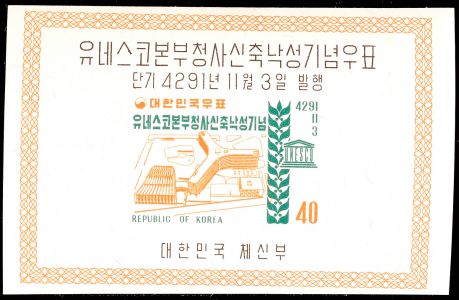 유네스코본부청사신축낙성기념우표
단기 4291년 11월 3일 발행
대한민국우표
유네스코본부청사신축낙성기념
4291
11
3
UNESCO
REPUBLIC OF KOREA
40
대한민국 체신부